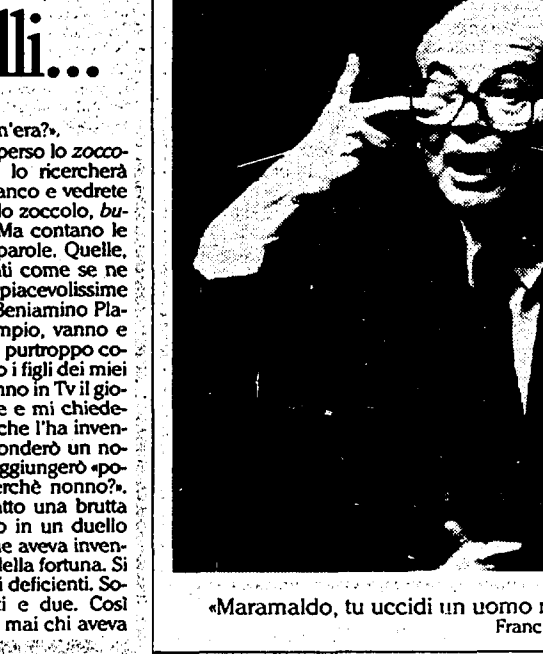 lli...
n'era?».
perso lo zocco-
lo ricercherà
anco e vedrete
lo zoccolo, bu-
Ma contano le
parole. Quelle,
ti come se ne
piacevolissime
Beniamino Pla-
mpio, vanno e
purtroppo co-
o i figli dei miei
nno in Tv il gio-
e e mi chiede-
che l'ha inven-
onderò un no-
ggiungerò «po-
erchè nonno?».
atto una brutta
o in un duello
e aveva inven-
della fortuna. Si
i deficienti. So-
i e due. Così
mai chi aveva
«Maramaldo, tu uccidi un uomo
Franc